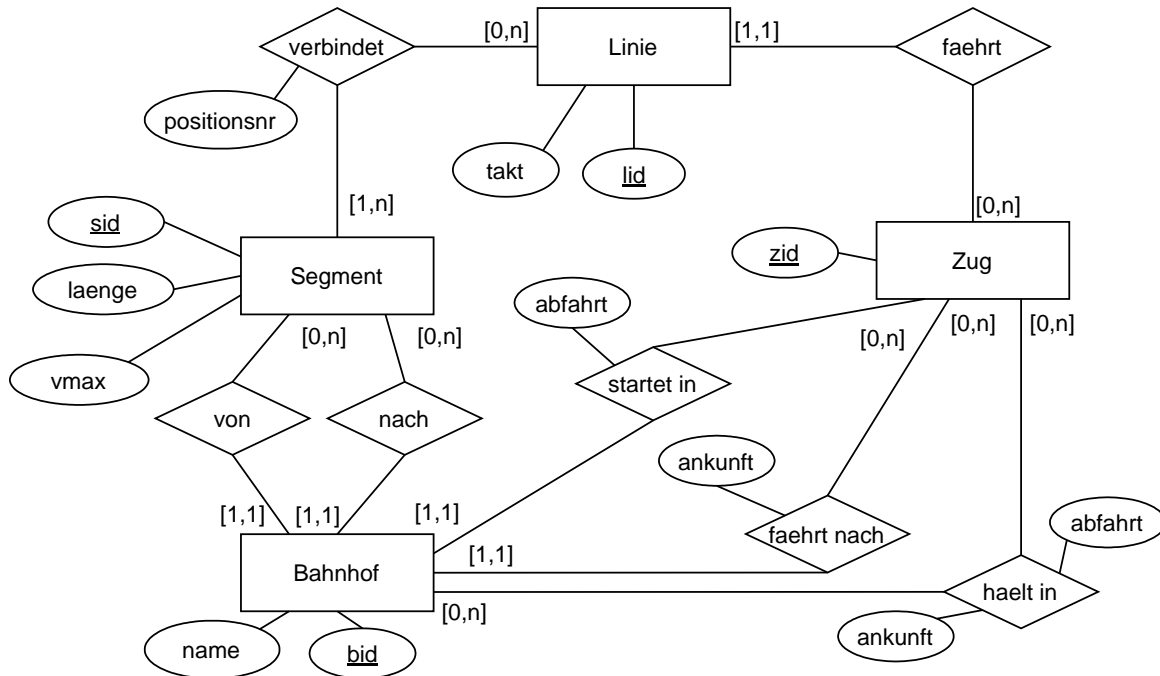 [0,n]
Linie
[1,1]
verbindet
faehrt
positionsnr
takt
lid
[1,n]
[0,n]
sid
zid
Zug
Segment
laenge
abfahrt
[0,n]
[0,n]
[0,n]
[0,n]
[0,n]
vmax
startet in
von
nach
ankunft
abfahrt
[1,1]
[1,1]
[1,1]
faehrt nach
[1,1]
Bahnhof
haelt in
[0,n]
ankunft
name
bid